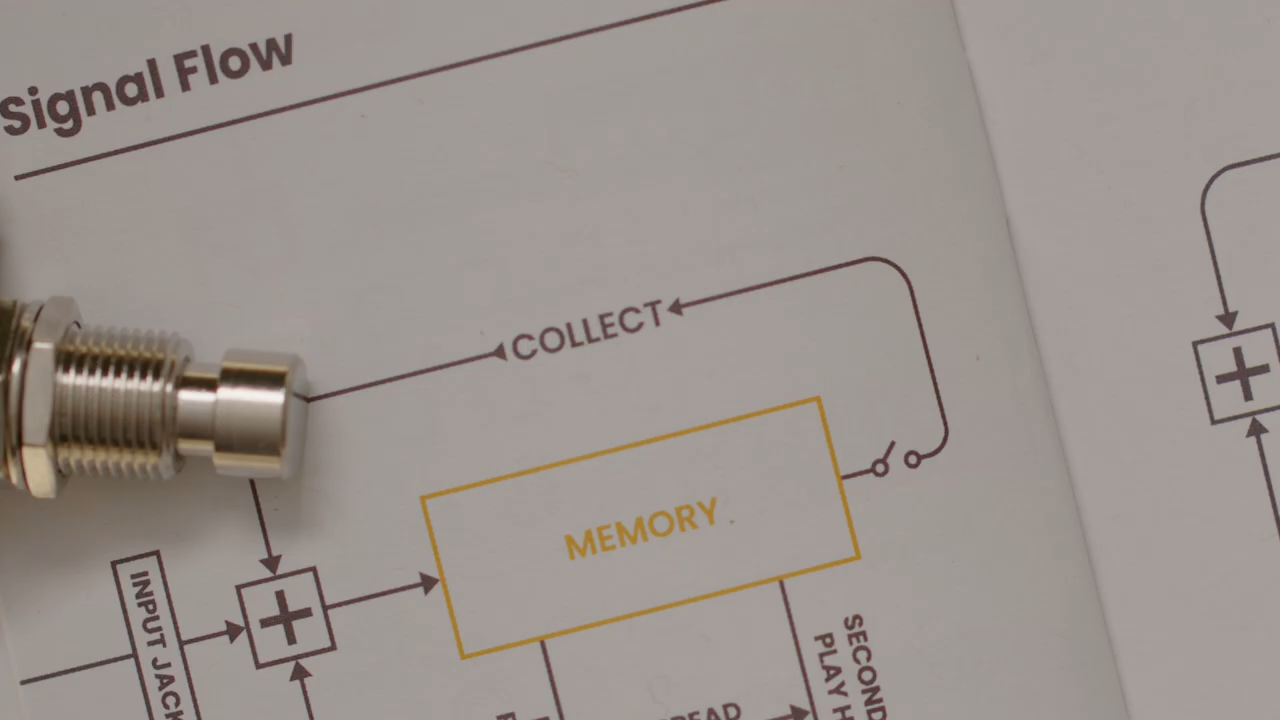 Signal Flow
COLLECT
MEMORY
INPUT JACK
SECOND
PLAY